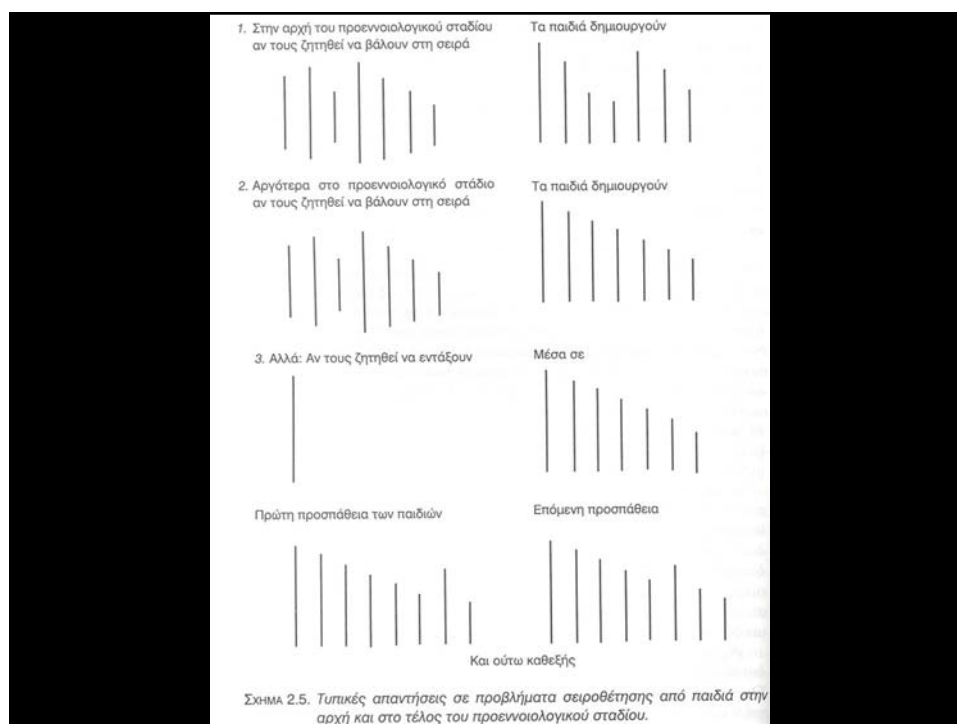 1. Στην αρχή του προεννοιολογικού σταδίου
αν τους ζητηθεί να βάλουν στη σειρά
Τα παιδιά δημιουργούν
2. Αργότερα στο προεννοιολογικό στάδιο
αν τους ζητηθεί να βάλουν στη σειρά
Τα παιδιά δημιουργούν
3. Αλλά: Αν τους ζητηθεί να εντάξουν
Μέσα σε
Πρώτη προσπάθεια των παιδιών
Επόμενη προσπάθεια
Και ούτω καθεξής
ΣΧΗΜΑ 2.5. Τυπικές απαντήσεις σε προβλήματα σειροθέτησης από παιδιά στην
αρχή και στο τέλος του προεννοιολογικού σταδίου.